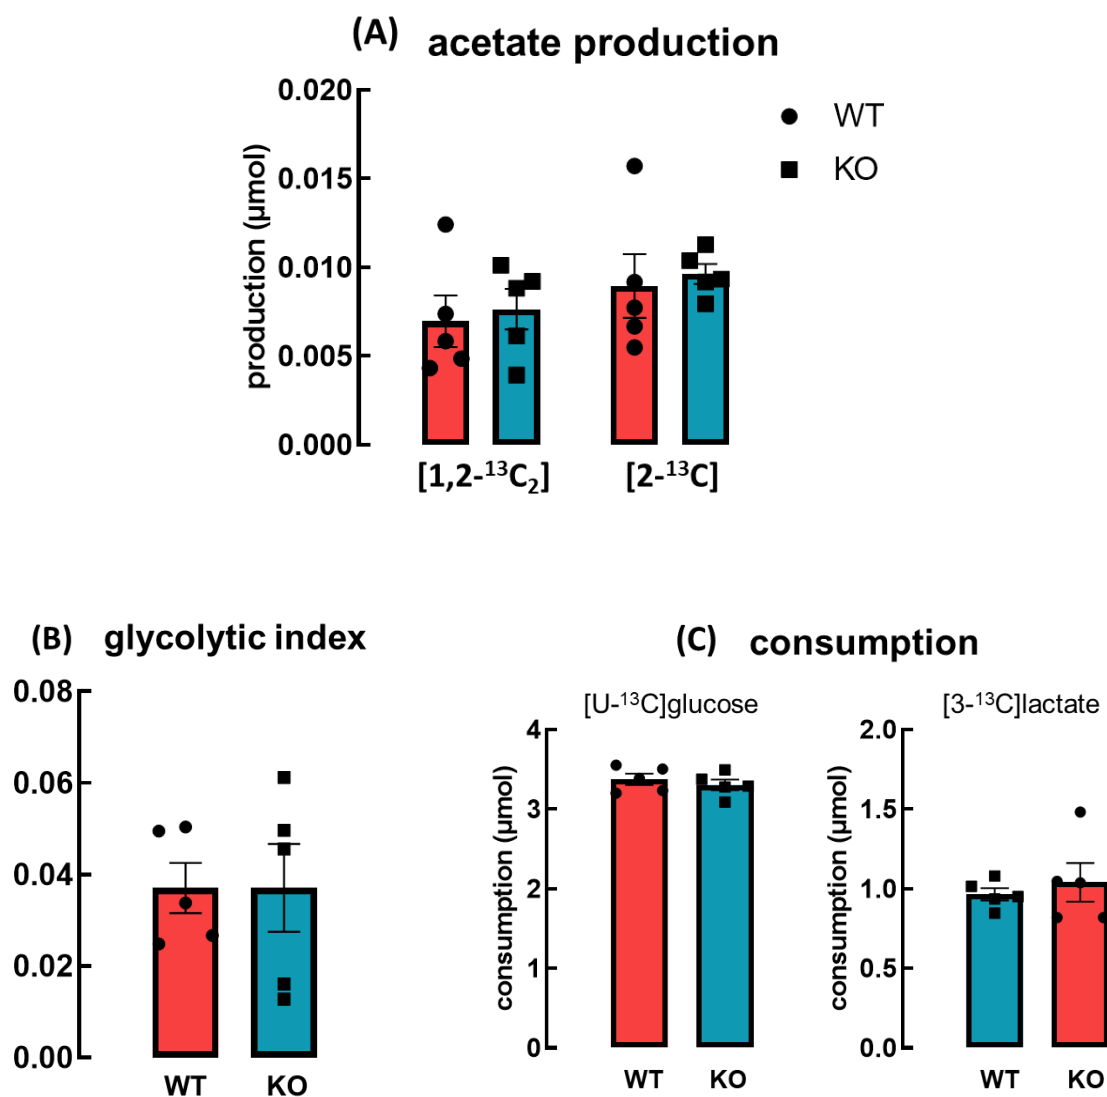 (A) acetate production
0.020
0.015
0.010
0.005
0.000
production (µmol)
WT
KO
[1,2-¹³C₂]
[2-¹³C]
(B) glycolytic index
0.08
0.06
0.04
0.02
0.00
WT
KO
(C) consumption
[U-¹³C]glucose
4
3
2
1
0
consumption (µmol)
WT
KO
[3-¹³C]lactate
2.0
1.5
1.0
0.5
0.0
consumption (µmol)
WT
KO